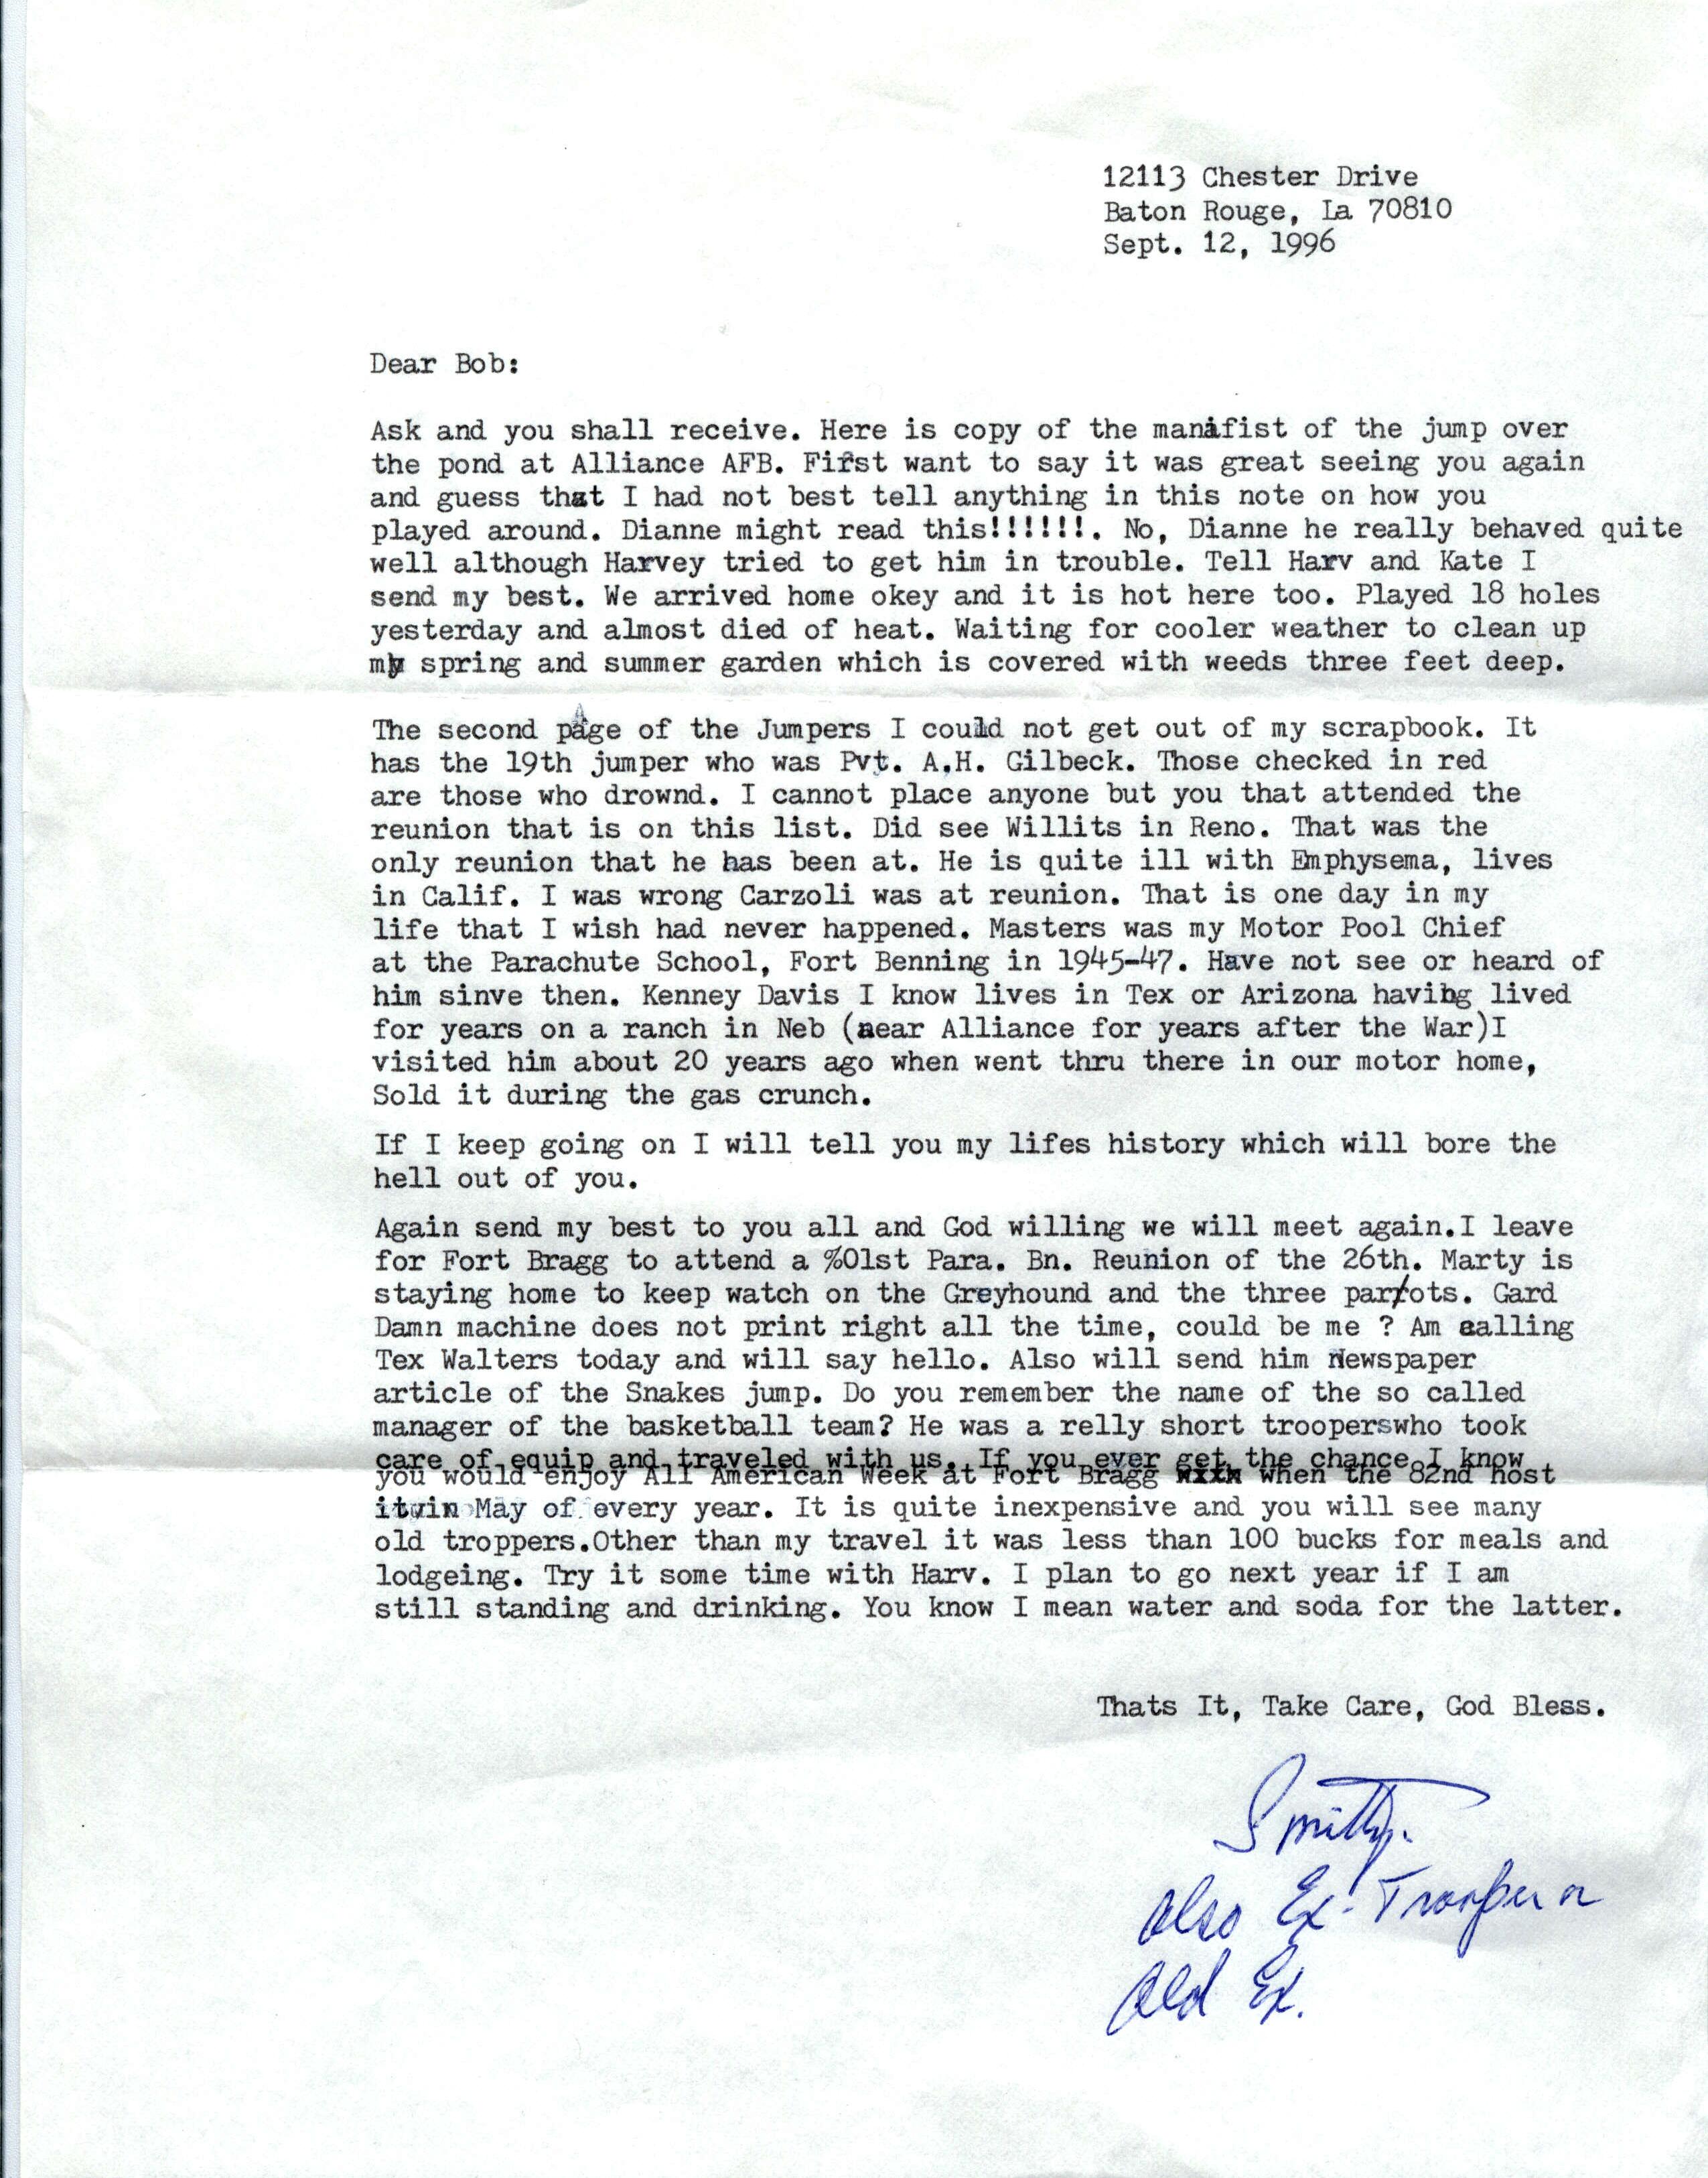 12113 Chester Drive
Baton Rouge, La 70810
Sept. 12, 1996
Dear Bob:
Ask and you shall receive. Here is copy of the manifist of the jump over
the pond at Alliance AFB. First want to say it was great seeing you again
and guess that I had not best tell anything in this note on how you
played around. Dianne might read this!!!!!!. No, Dianne he really behaved quite
well although Harvey tried to get him in trouble. Tell Harv and Kate I
send my best. We arrived home okey and it is hot here too. Played 18 holes
yesterday and almost died of heat. Waiting for cooler weather to clean up
my spring and summer garden which is covered with weeds three feet deep.
The second page of the Jumpers I could not get out of my scrapbook. It
has the 19th jumper who was Pvt. A.H. Gilbeck. Those checked in red
are those who drownd. I cannot place anyone but you that attended the
reunion that is on this list. Did see Willits in Reno. That was the
only reunion that he has been at. He is quite ill with Emphysema, lives
in Calif. I was wrong Carzoli was at reunion. That is one day in my
life that I wish had never happened. Masters was my Motor Pool Chief
at the Parachute School, Fort Benning in 1945-47. Have not see or heard of
him sinve then. Kenney Davis I know lives in Tex or Arizona having lived
for years on a ranch in Neb (near Alliance for years after the War)I
visited him about 20 years ago when went thru there in our motor home,
Sold it during the gas crunch.
If I keep going on I will tell you my lifes history which will bore the
hell out of you.
Again send my best to you all and God willing we will meet again.I leave
for Fort Bragg to attend a %01st Para. Bn. Reunion of the 26th. Marty is
staying home to keep watch on the Greyhound and the three par/ots. Gard
Damn machine does not print right all the time, could be me ? Am calling
Tex Walters today and will say hello. Also will send him Newspaper
article of the Snakes jump. Do you remember the name of the so called
manager of the basketball team? He was a relly short trooperswho took
care of equip and traveled with us. If you ever get the chance I know
you would enjoy All American Week at Fort Bragg when the 82nd host
it in May of every year. It is quite inexpensive and you will see many
old troppers.Other than my travel it was less than 100 bucks for meals and
lodgeing. Try it some time with Harv. I plan to go next year if I am
still standing and drinking. You know I mean water and soda for the latter.
Thats It, Take Care, God Bless.
Smitty.
Also Ex-Trooper or
Old Ex.